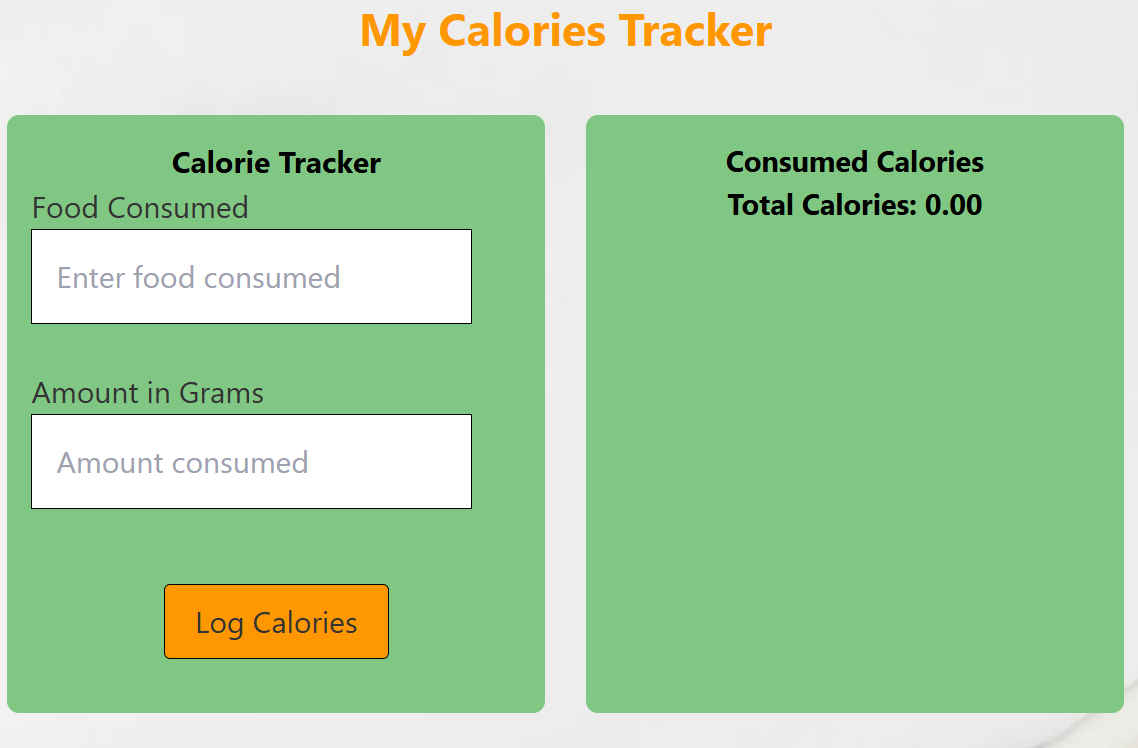 My Calories Tracker
Calorie Tracker
Food Consumed
Enter food consumed
Amount in Grams
Amount consumed
Log Calories
Consumed Calories
Total Calories: 0.00